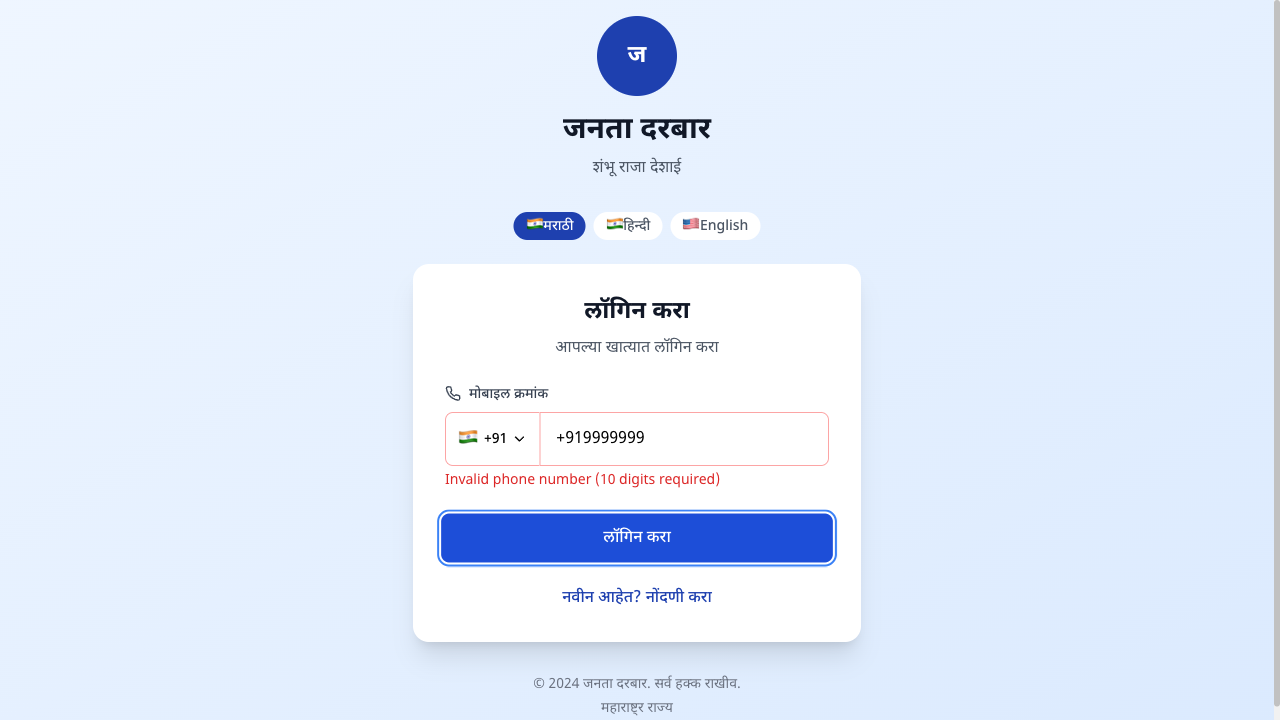 ज
जनता दरबार
शंभू राजा देशाई
मराठी हिन्दी English
लॉगिन करा
आपल्या खात्यात लॉगिन करा
मोबाइल क्रमांक
+91 +919999999
Invalid phone number (10 digits required)
लॉगिन करा
नवीन आहेत? नोंदणी करा
© 2024 जनता दरबार. सर्व हक्क राखीव.
महाराष्ट्र राज्य